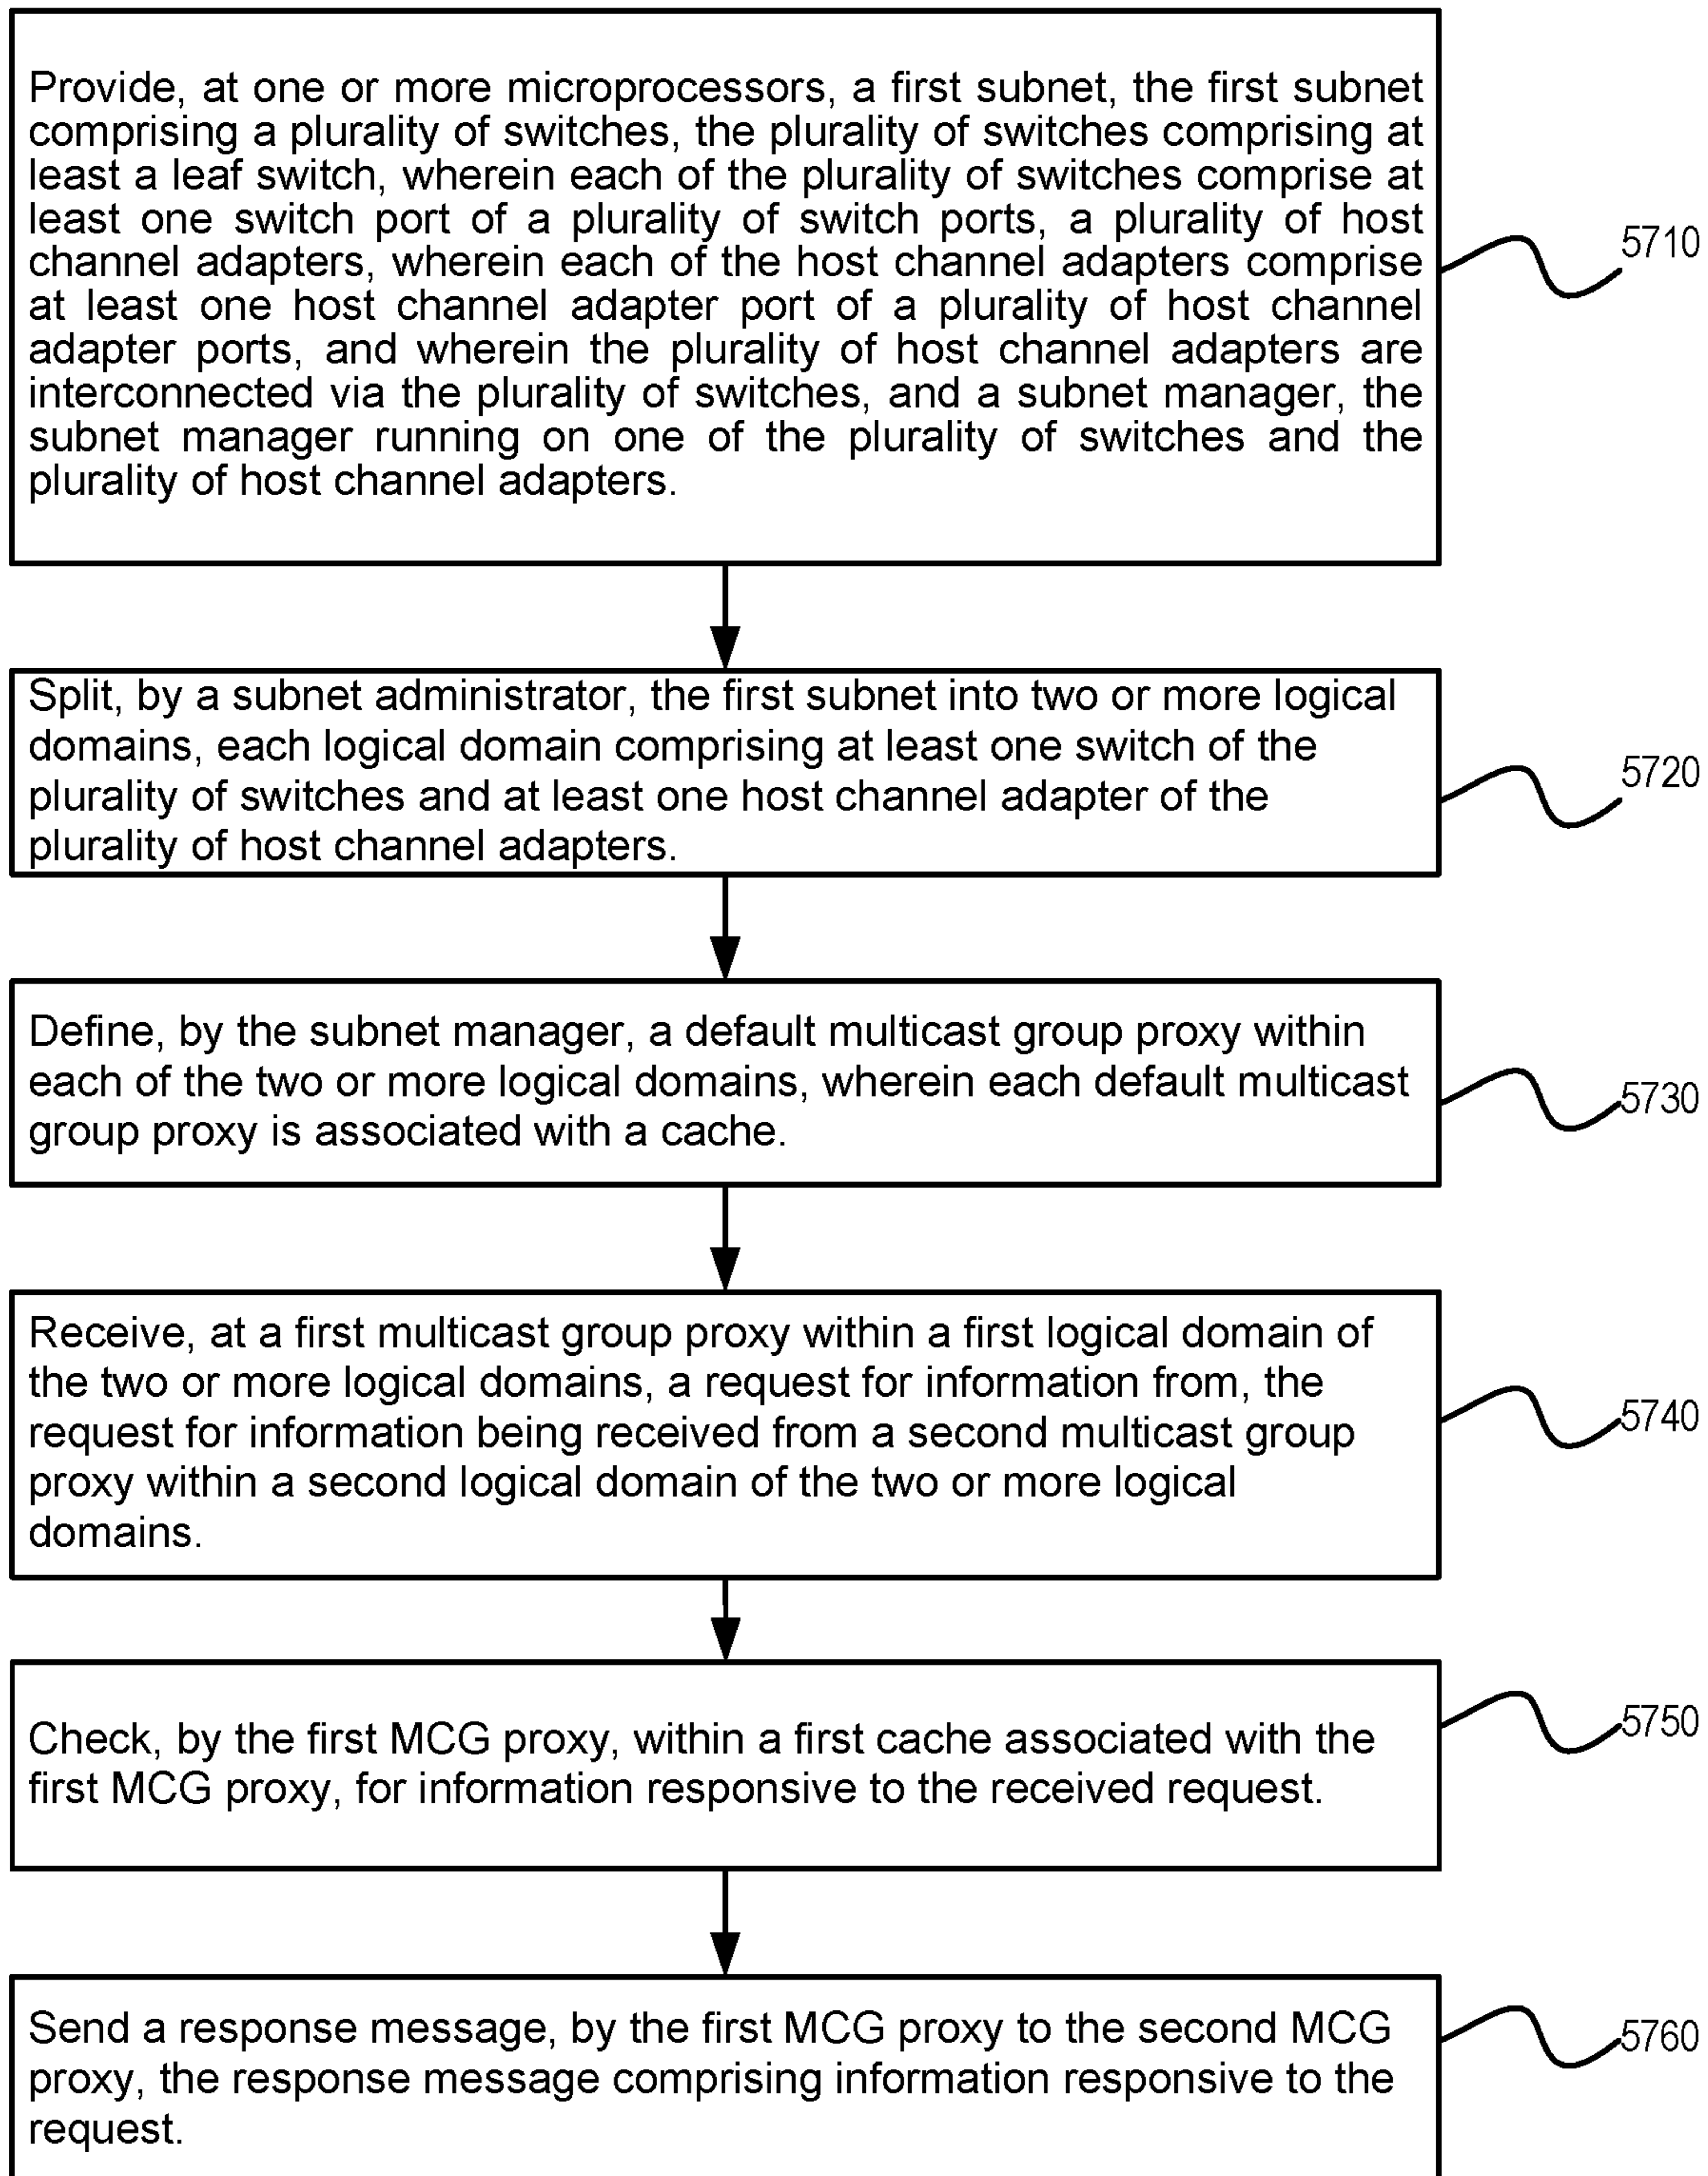 Provide, at one or more microprocessors, a first subnet, the first subnet
comprising a plurality of switches, the plurality of switches comprising at
least a leaf switch, wherein each of the plurality of switches comprise at
least one switch port of a plurality of switch ports, a plurality of host
channel adapters, wherein each of the host channel adapters comprise
at least one host channel adapter port of a plurality of host channel
adapter ports, and wherein the plurality of host channel adapters are
interconnected via the plurality of switches, and a subnet manager, the
subnet manager running on one of the plurality of switches and the
plurality of host channel adapters.
5710
Split, by a subnet administrator, the first subnet into two or more logical
domains, each logical domain comprising at least one switch of the
plurality of switches and at least one host channel adapter of the
plurality of host channel adapters.
5720
Define, by the subnet manager, a default multicast group proxy within
each of the two or more logical domains, wherein each default multicast
group proxy is associated with a cache.
5730
Receive, at a first multicast group proxy within a first logical domain of
the two or more logical domains, a request for information from, the
request for information being received from a second multicast group
proxy within a second logical domain of the two or more logical
domains.
5740
Check, by the first MCG proxy, within a first cache associated with the
first MCG proxy, for information responsive to the received request.
5750
Send a response message, by the first MCG proxy to the second MCG
proxy, the response message comprising information responsive to the
request.
5760